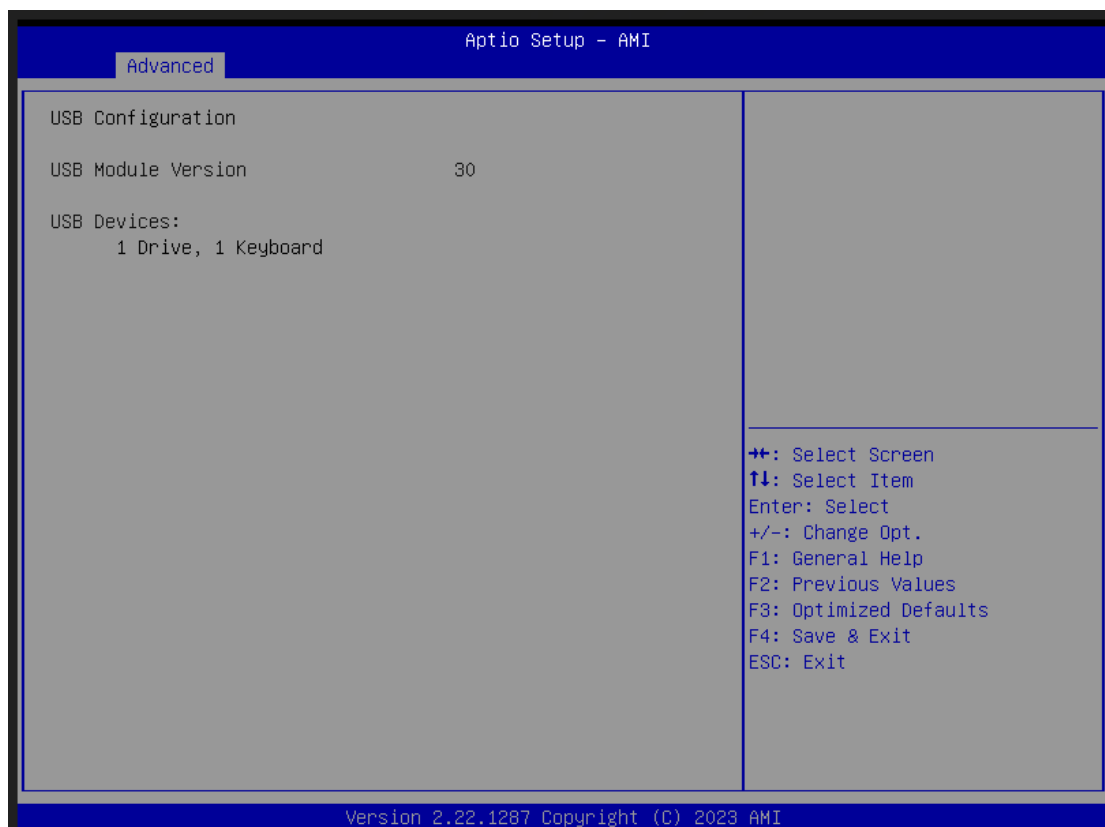 Aptio Setup – AMI
Advanced
USB Configuration
USB Module Version 30
USB Devices:
1 Drive, 1 Keyboard
→←: Select Screen
↑↓: Select Item
Enter: Select
+/-: Change Opt.
F1: General Help
F2: Previous Values
F3: Optimized Defaults
F4: Save & Exit
ESC: Exit
Version 2.22.1287 Copyright (C) 2023 AMI